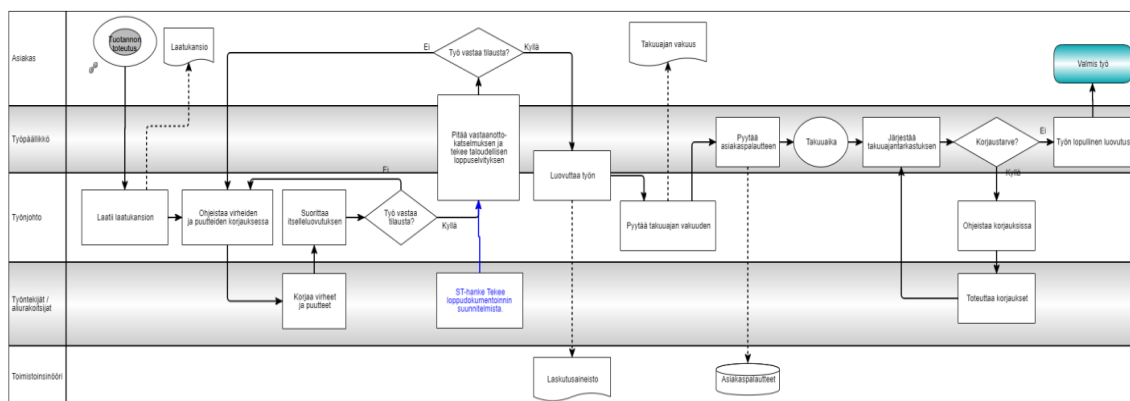 Asiakas
Tuotannon
toteutus
Laatukansio
Ei
Työ vastaa tilausta?
Kyllä
Takuuajan vakuus
Valmis työ
Työpäällikkö
Pitää vastaanotto-
katselmuksen ja
tekee taloudellisen
loppuselvityksen
Pyytää
asiakaspalautteen
Takuuaika
Järjestää
takuuajantarkastuksen
Korjaustarve?
Ei
Työn lopullinen luovutus
Kyllä
Luovuttaa työn
Työnjohto
Laatii laatukansion
Ohjeistaa virheiden
ja puutteiden korjauksessa
Suorittaa
itselleluovutuksen
Ei
Työ vastaa
tilausta?
Kyllä
Pyytää takuuajan vakuuden
Ohjeistaa korjauksissa
Työntekijät /
aliurakoitsijat
Korjaa virheet
ja puutteet
ST-hanke Tekee
loppudokumentoinnin
suunnitelmista.
Toteuttaa korjaukset
Toimistoinsinööri
Laskutusaineisto
Asiakaspalautteet